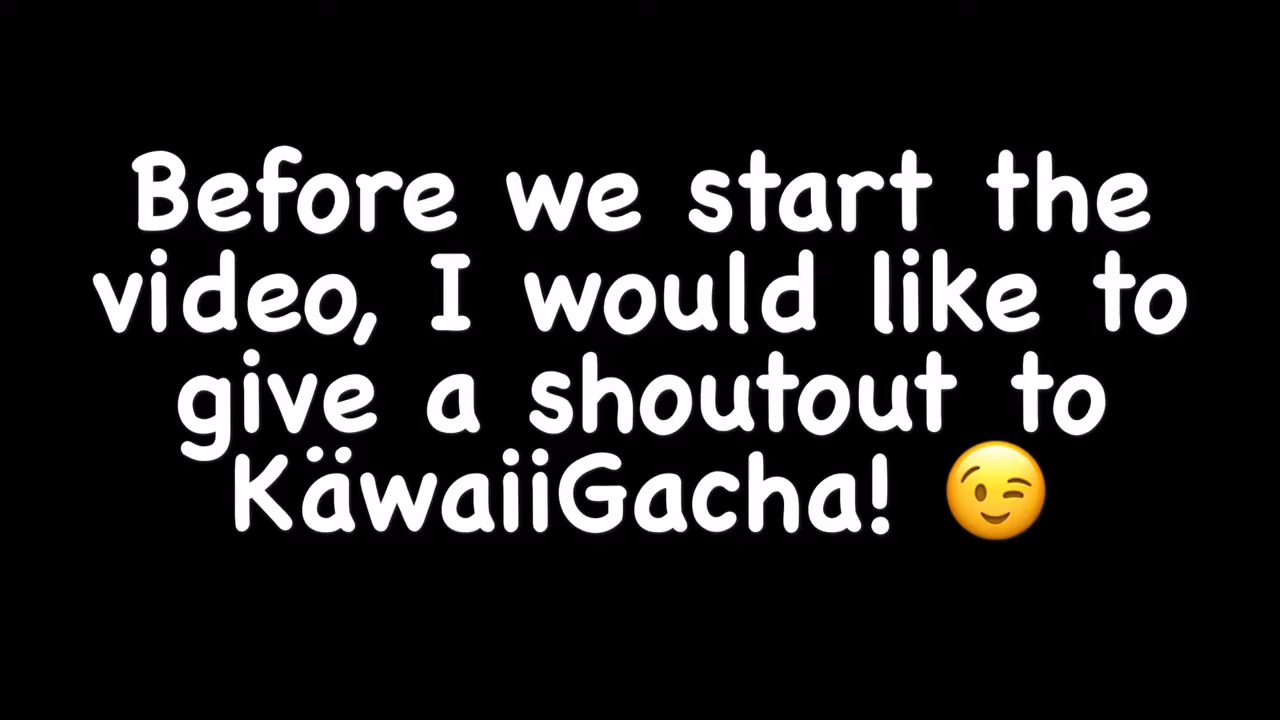 Before we start the
video, I would like to
give a shoutout to
KäwaiiGacha! 😉